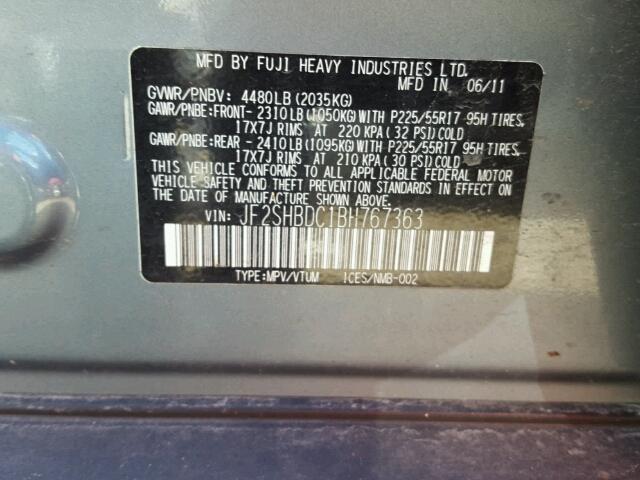 MFD BY FUJI HEAVY INDUSTRIES LTD.
MFD IN 06/11
GVWR/PNBV: 4480LB(2035KG)
GAWR/PNBE:FRONT-2310LB(1050KG)WITH P225/55R17 95H TIRES,
17X7J RIMS AT 220 KPA(32 PSI)COLD
GAWR/PNBE:REAR -2410LB(1095KG)WITH P225/55R17 95H TIRES,
17X7J RIMS AT 210 KPA(30 PSI)COLD
THIS VEHICLE CONFORMS TO ALL APPLICABLE FEDERAL MOTOR
VEHICLE SAFETY AND THEFT PREVENTION STANDARDS IN EFFECT ON
THE DATE OF MANUFACTURE SHOWN ABOVE.
VIN: JF2SHBDC1BH767363
TYPE:MPV/VTUM ICES/NMB-002